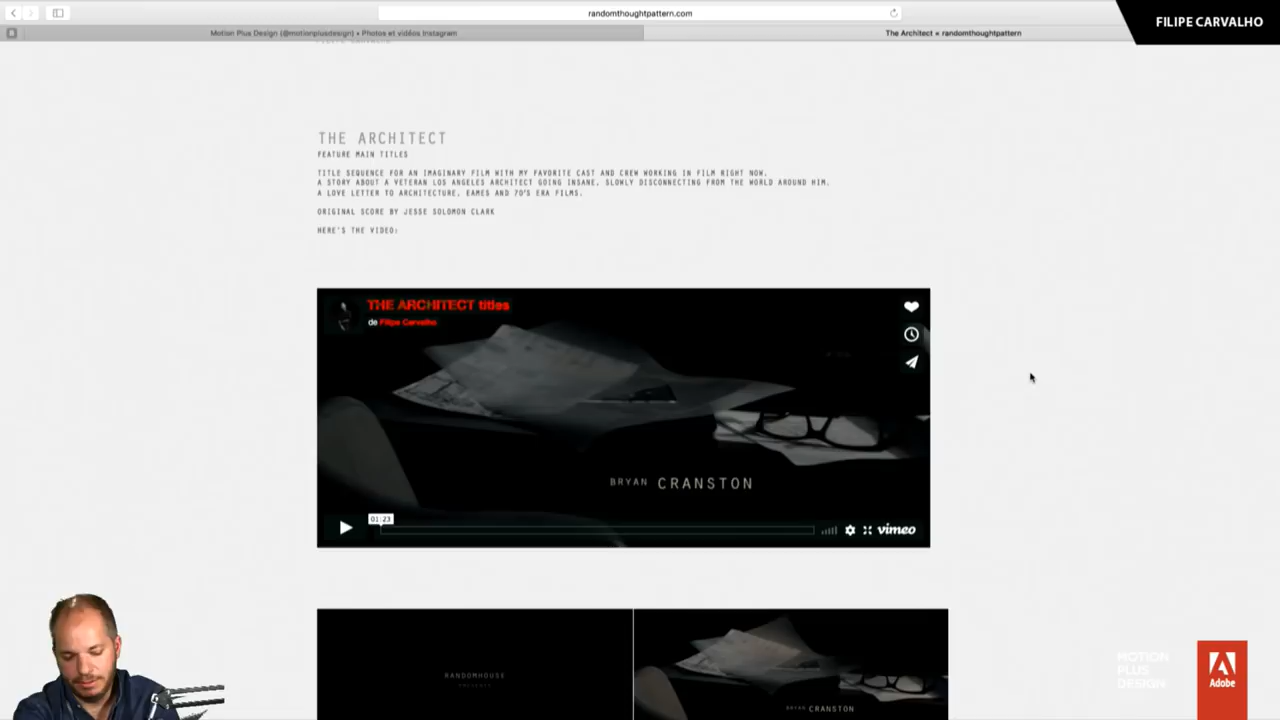 randomthoughtpattern.com
FILIPE CARVALHO
Motion Plus Design (@motionplusdesign) • Photos et vidéos Instagram
The Architect « randomthoughtpattern
THE ARCHITECT
FEATURE MAIN TITLES
TITLE SEQUENCE FOR AN IMAGINARY FILM WITH MY FAVORITE CAST AND CREW WORKING IN FILM RIGHT NOW.
A STORY ABOUT A VETERAN LOS ANGELES ARCHITECT GOING INSANE, SLOWLY DISCONNECTING FROM THE WORLD AROUND HIM.
A LOVE LETTER TO ARCHITECTURE, EAMES AND 70'S ERA FILMS.
ORIGINAL SCORE BY JESSE SOLOMON CLARK
HERE'S THE VIDEO:
THE ARCHITECT titles
de Filipe Carvalho
BRYAN CRANSTON
01:23
vimeo
RANDOMHOUSE
PRESENTS
BRYAN CRANSTON
MOTION
PLUS
DESIGN
Adobe